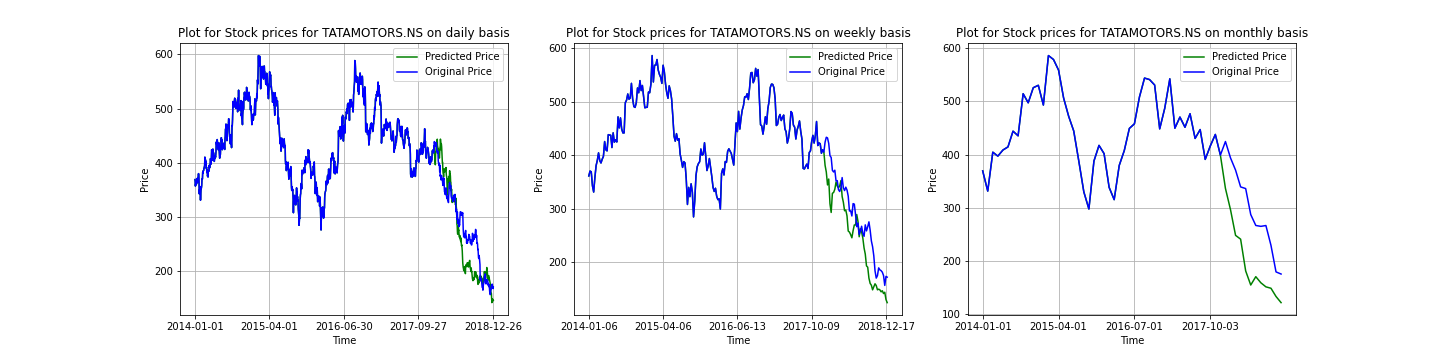 Plot for Stock prices for TATAMOTORS.NS on daily basis
Predicted Price
Original Price
600
500
400
300
200
Price
2014-01-01
2015-04-01
2016-06-30
2017-09-27
2018-12-26
Time
Plot for Stock prices for TATAMOTORS.NS on weekly basis
Predicted Price
Original Price
600
500
400
300
200
Price
2014-01-06
2015-04-06
2016-06-13
2017-10-09
2018-12-17
Time
Plot for Stock prices for TATAMOTORS.NS on monthly basis
Predicted Price
Original Price
600
500
400
300
200
100
Price
2014-01-01
2015-04-01
2016-07-01
2017-10-03
Time